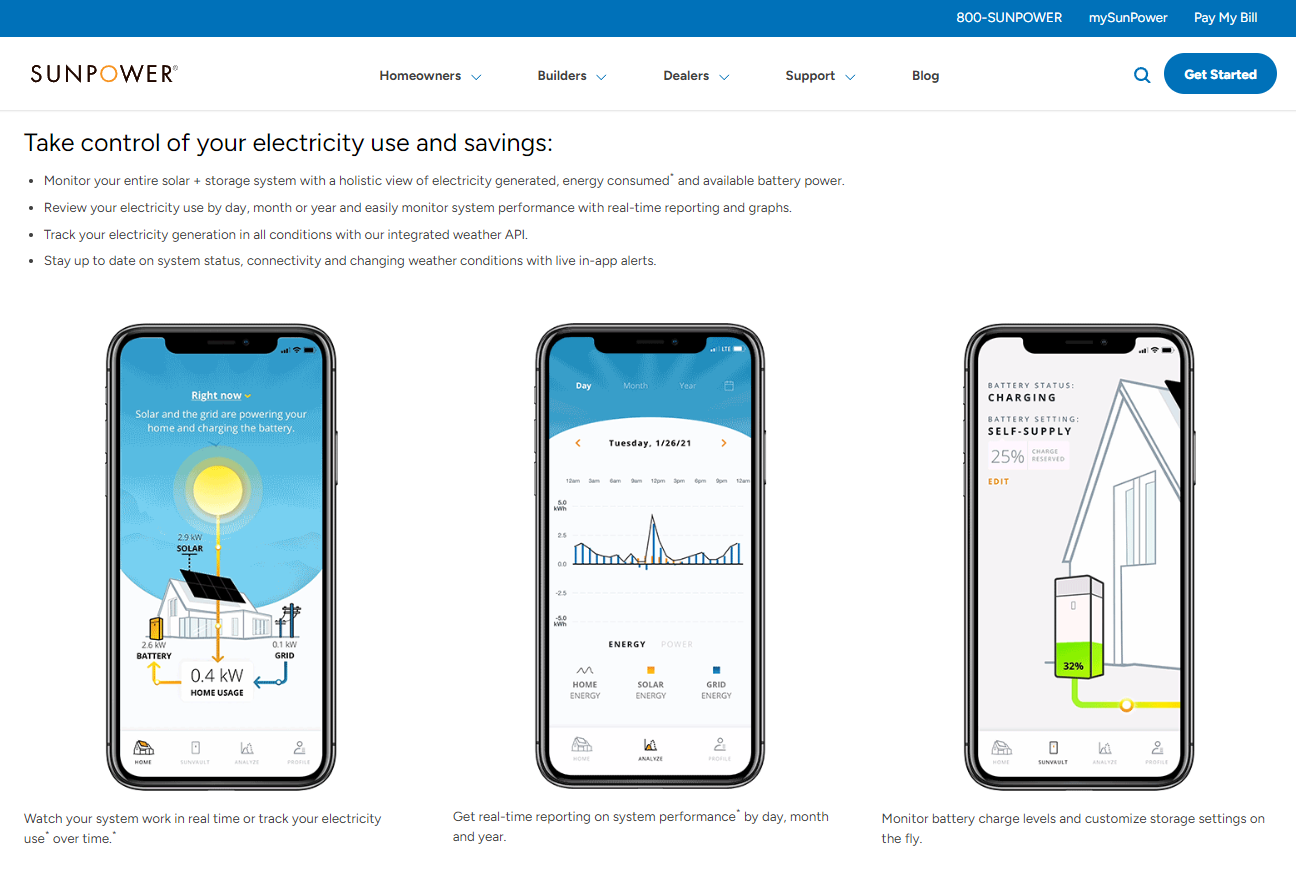 800-SUNPOWER mySunPower Pay My Bill
SUNPOWER®
Homeowners Builders Dealers Support Blog
Get Started
Take control of your electricity use and savings:
• Monitor your entire solar + storage system with a holistic view of electricity generated, energy consumed* and available battery power.
• Review your electricity use by day, month or year and easily monitor system performance with real-time reporting and graphs.
• Track your electricity generation in all conditions with our integrated weather API.
• Stay up to date on system status, connectivity and changing weather conditions with live in-app alerts.
Right now
Solar and the grid are powering your
home and charging the battery.
2.9 kW
SOLAR
2.6 kW
BATTERY
0.1 kW
GRID
0.4 kW
HOME USAGE
HOME SUNVAULT ANALYZE PROFILE
Watch your system work in real time or track your electricity
use* over time.*
LTE
Day Month Year
Tuesday, 1/26/21
12am 3am 6am 9am 12pm 3pm 6pm 9pm 12am
5.0
kWh
2.5
0.0
-2.5
-5.0
kWh
ENERGY POWER
HOME
ENERGY
SOLAR
ENERGY
GRID
ENERGY
HOME ANALYZE PROFILE
Get real-time reporting on system performance* by day, month
and year.
BATTERY STATUS:
CHARGING
BATTERY SETTING:
SELF-SUPPLY
25% CHARGE
RESERVED
EDIT
32%
HOME SUNVAULT ANALYZE PROFILE
Monitor battery charge levels and customize storage settings on
the fly.